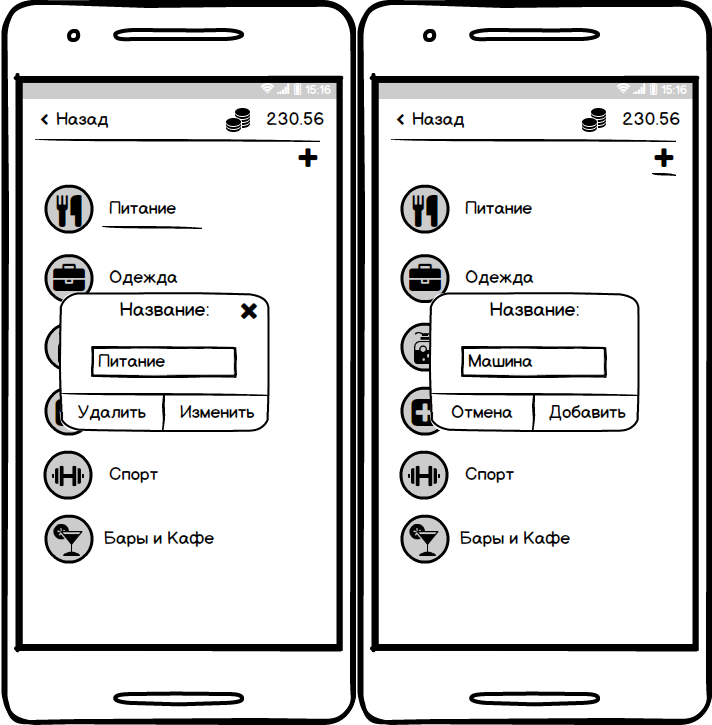 15:16
Назад 230.56
Питание
Одежда
Название:
Питание
Удалить Изменить
Спорт
Бары и Кафе
15:16
Назад 230.56
Питание
Одежда
Название:
Машина
Отмена Добавить
Спорт
Бары и Кафе